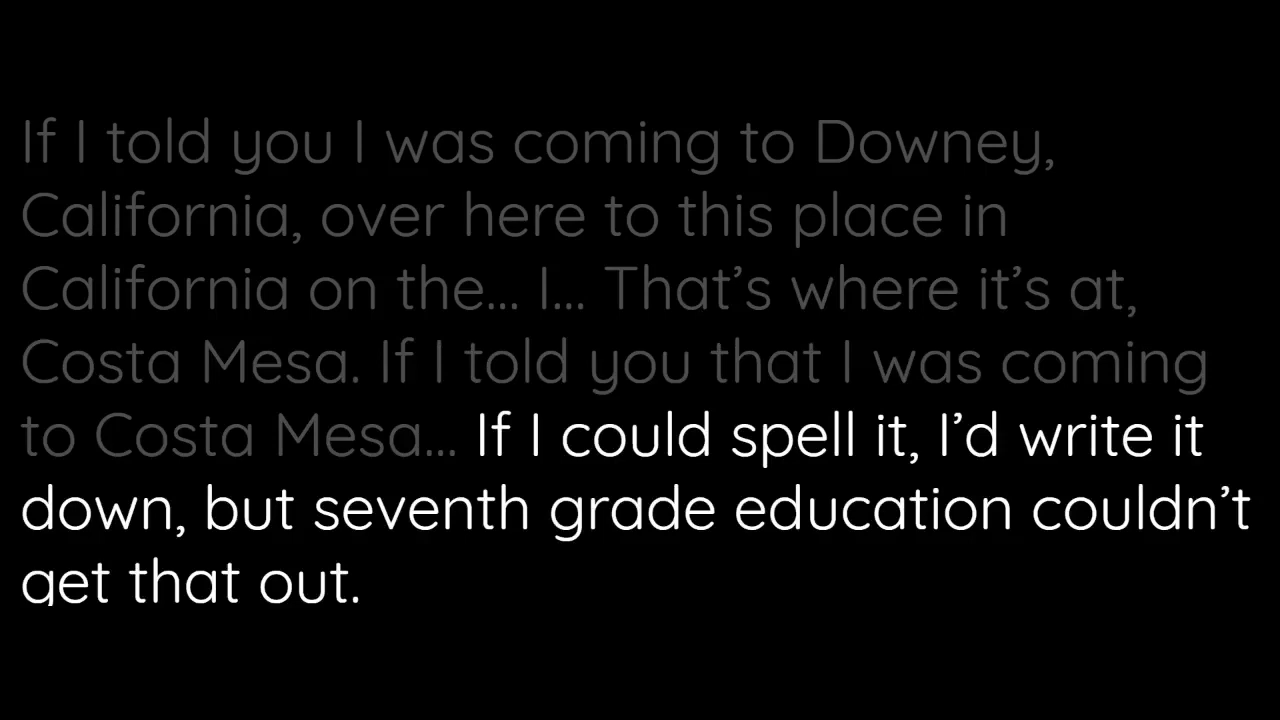 If I told you I was coming to Downey,
California, over here to this place in
California on the... I... That’s where it’s at,
Costa Mesa. If I told you that I was coming
to Costa Mesa... If I could spell it, I’d write it
down, but seventh grade education couldn’t
get that out.